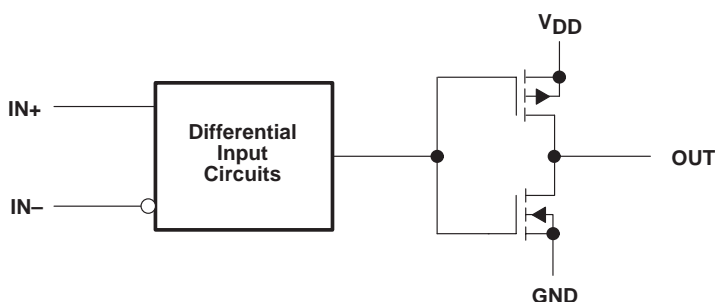 VDD
IN+
Differential
Input
Circuits
OUT
IN–
GND